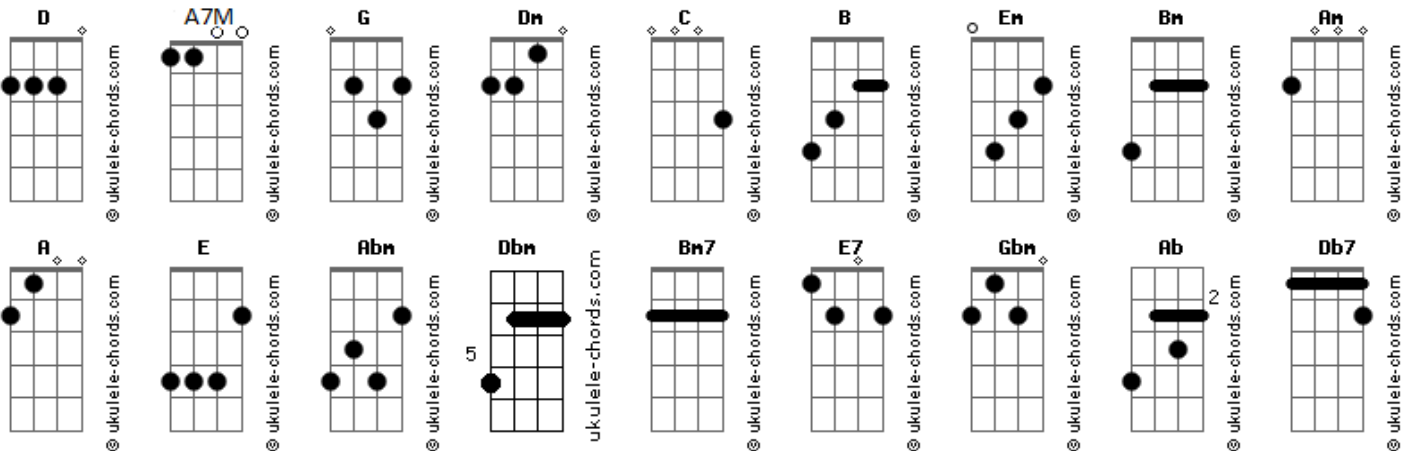 D A7M G Dm C B Em Bm Am
© ukulele-chords.com © ukulele-chords.com © ukulele-chords.com © ukulele-chords.com © ukulele-chords.com © ukulele-chords.com © ukulele-chords.com © ukulele-chords.com © ukulele-chords.com
A E Abm Dbm Bm7 E7 Gbm Ab Db7
5 2
© ukulele-chords.com © ukulele-chords.com © ukulele-chords.com ukulele-chords.com © ukulele-chords.com © ukulele-chords.com © ukulele-chords.com © ukulele-chords.com © ukulele-chords.com